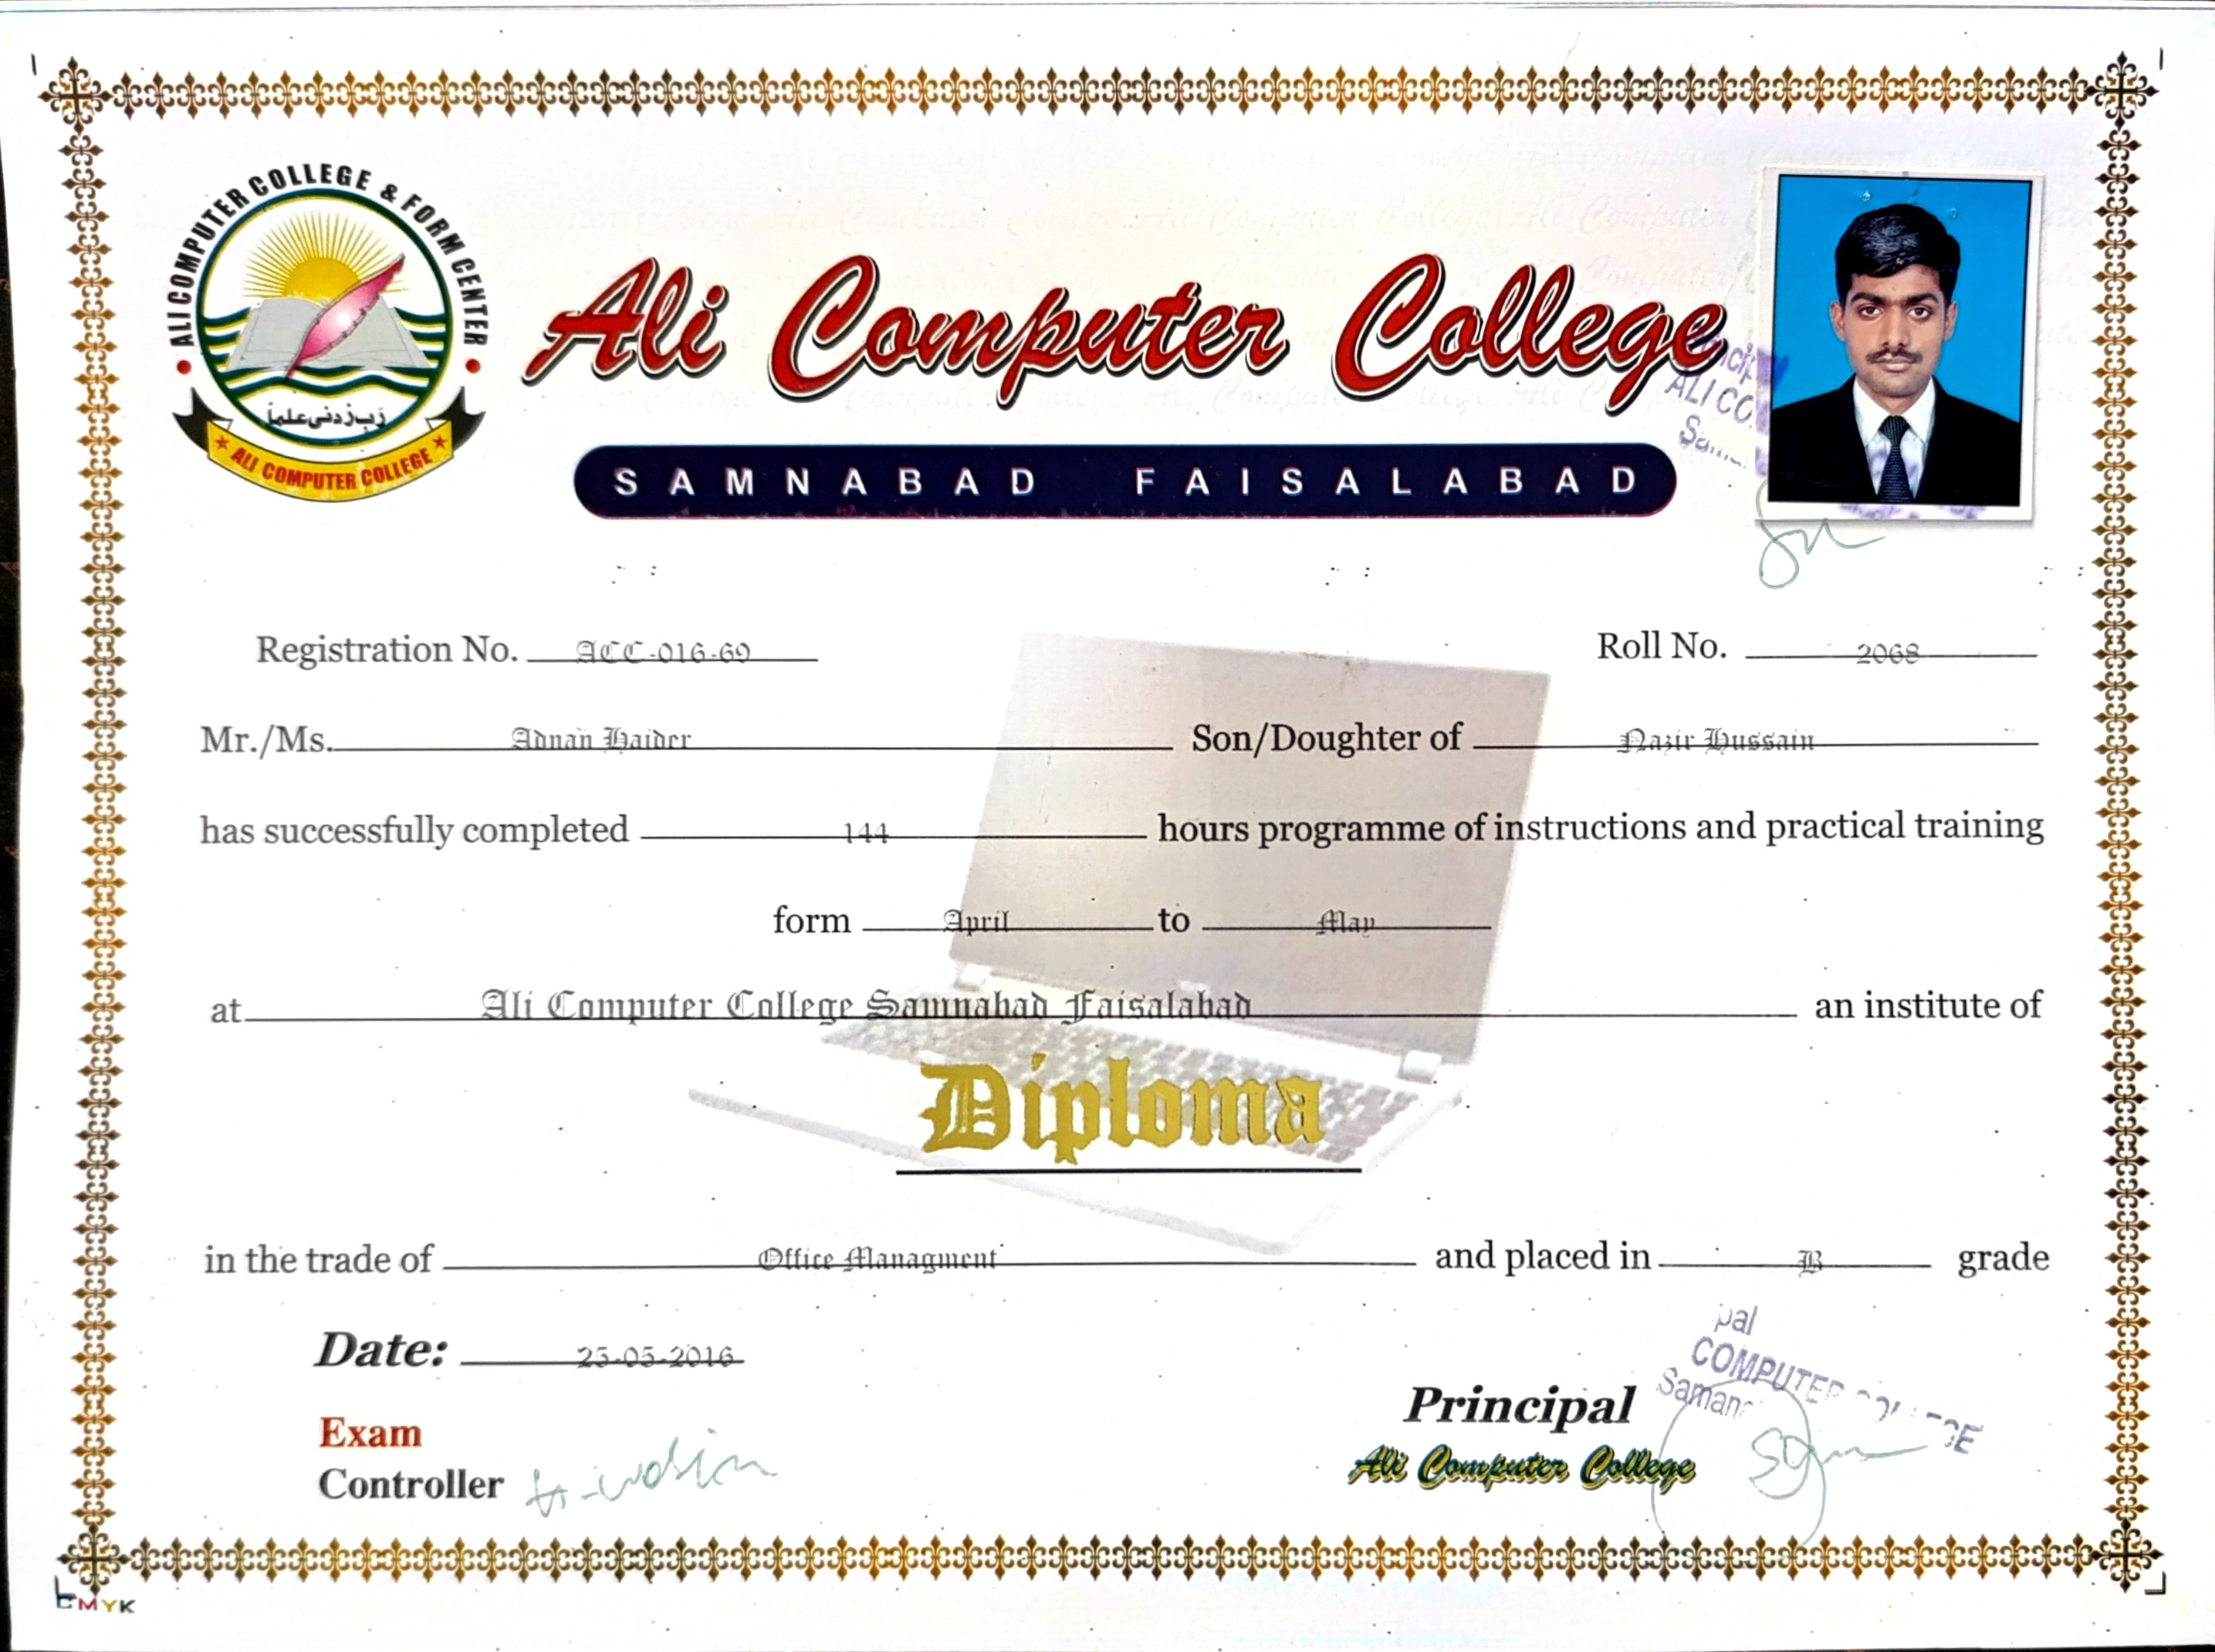 ALI COMPUTER COLLEGE & FORM CENTER
رَبِّ زدنی علماً
ALI COMPUTER COLLEGE
Ali Computer College
SAMNABAD FAISALABAD
ALI CO
Registration No. ACC-016-69 Roll No. 2068
Mr./Ms. Adnan Haider Son/Doughter of Nazir Hussain
has successfully completed 144 hours programme of instructions and practical training
form April to May
at Ali Computer College Samnabad Faisalabad an institute of
Diploma
in the trade of Office Managment and placed in B grade
Date: 25-05-2016
pal
COMPUTER
Principal
Exam
Controller
Ali Computer College
CMYK